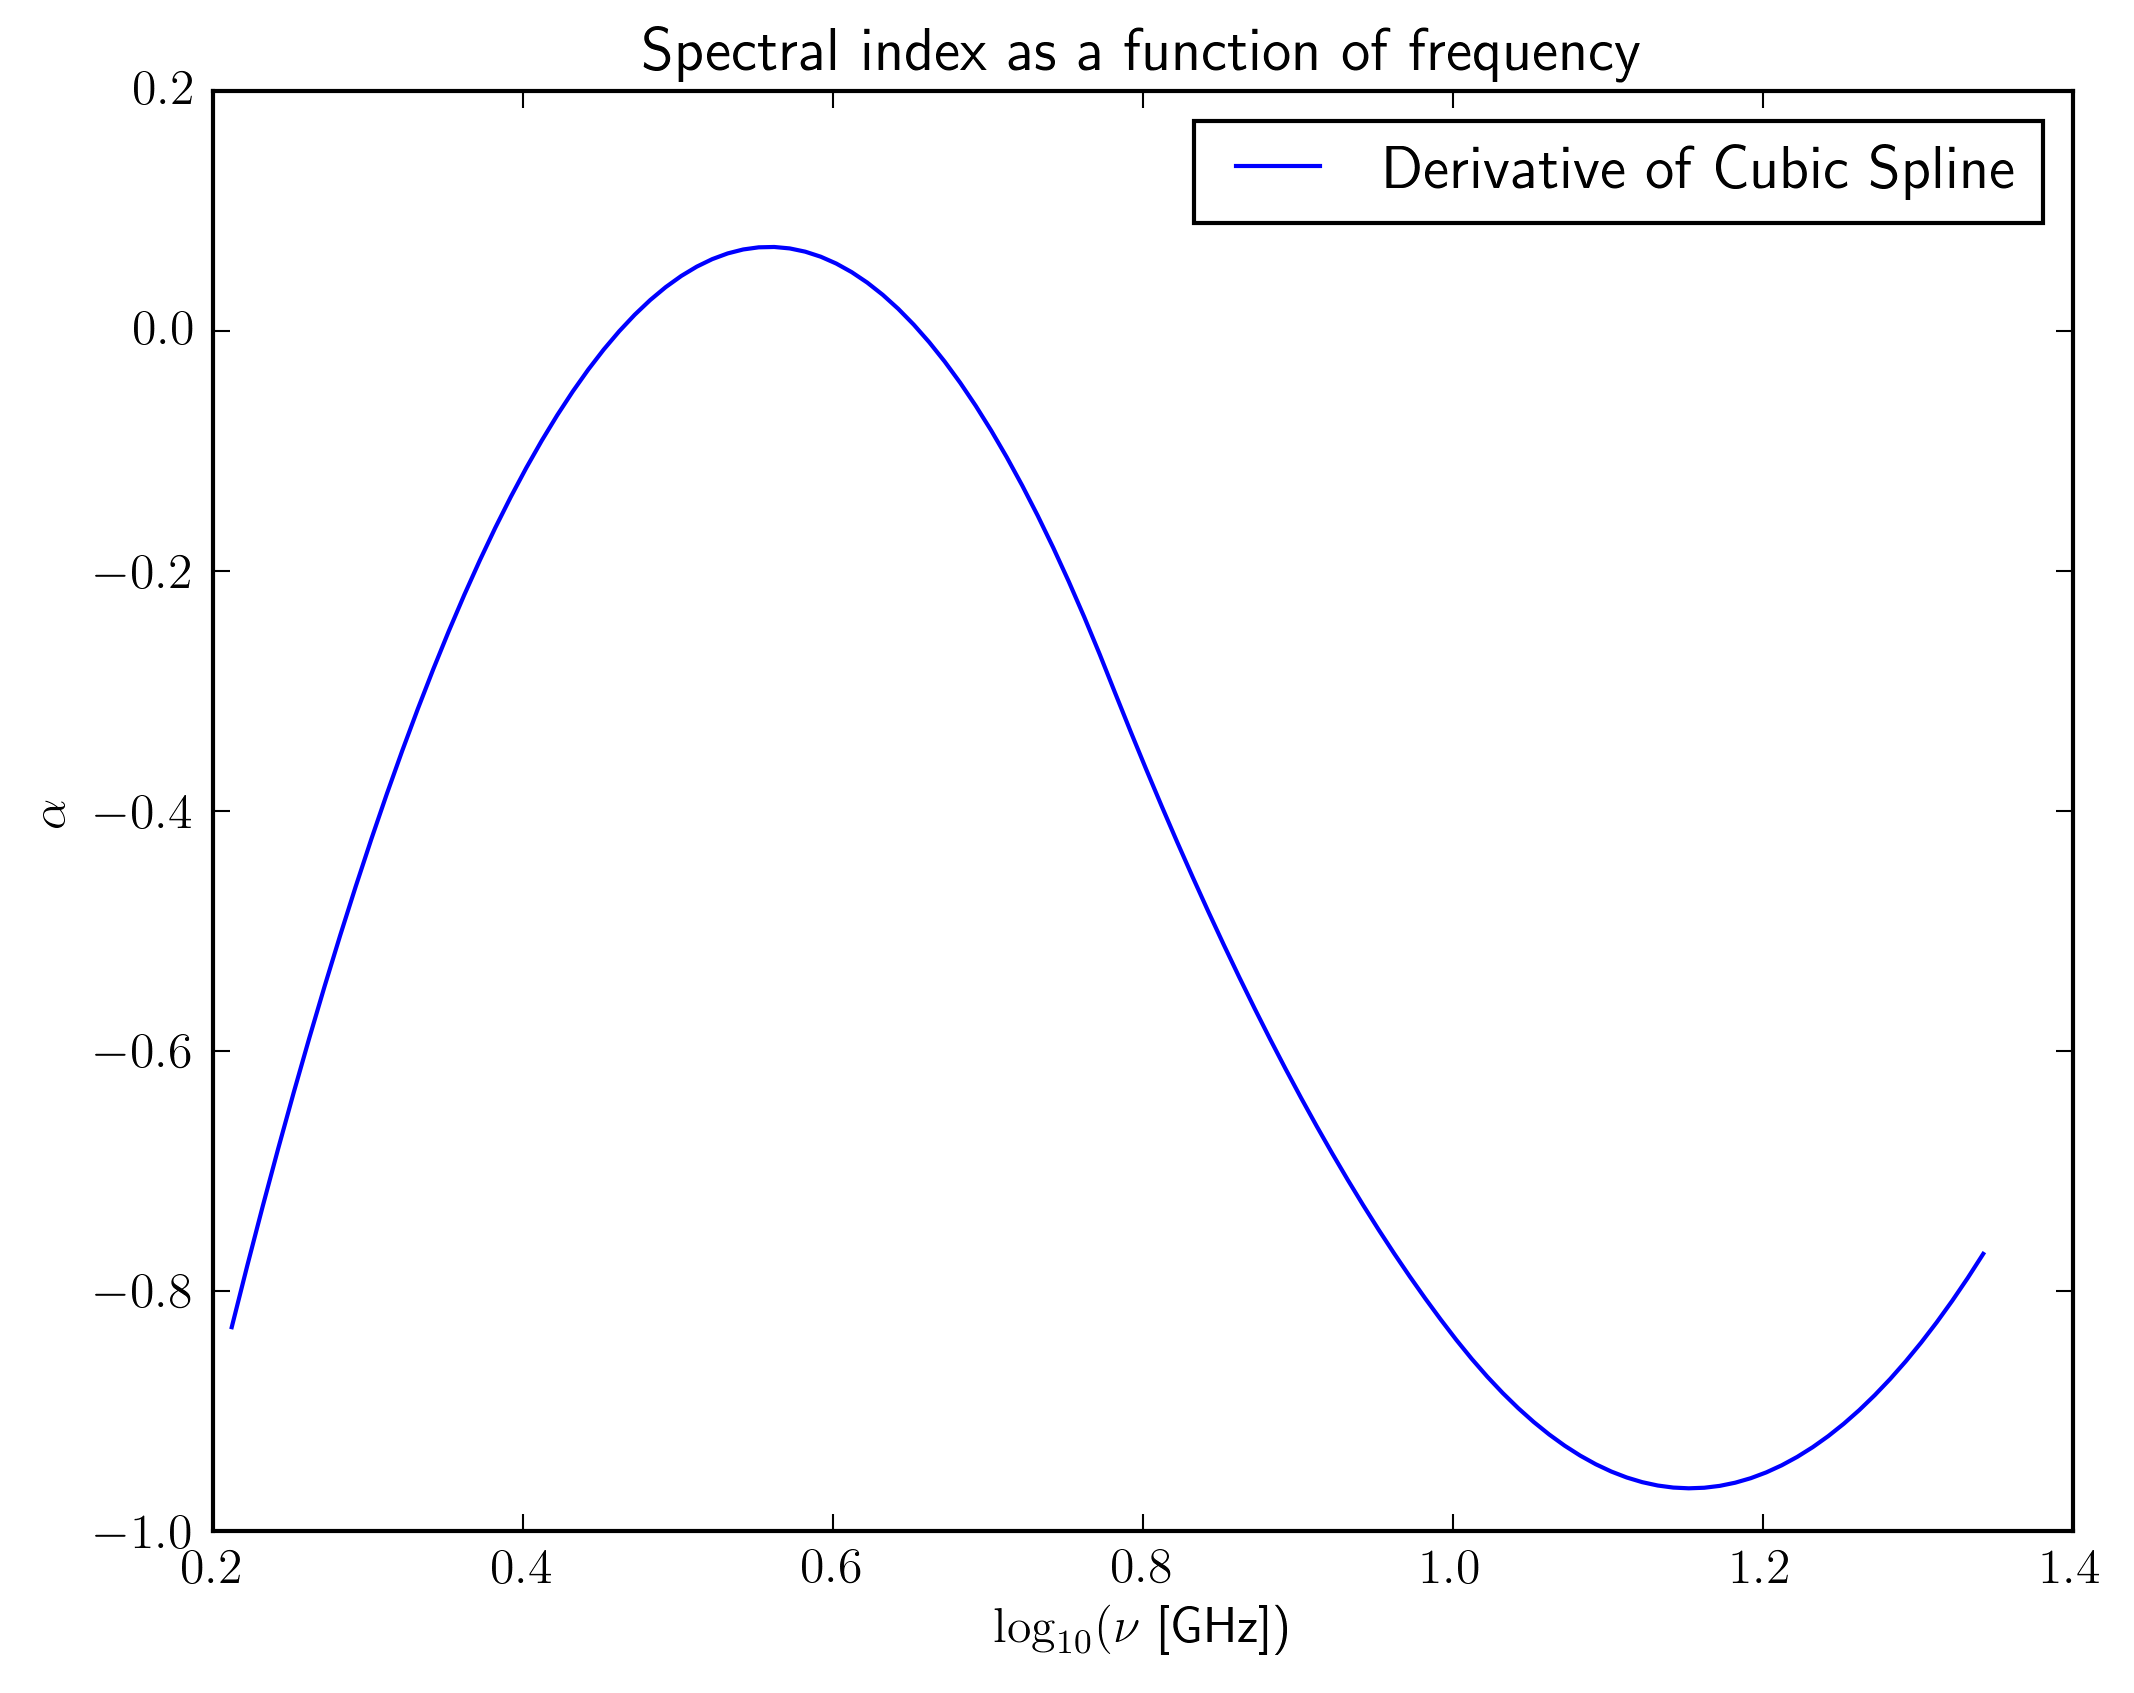 Spectral index as a function of frequency
Derivative of Cubic Spline
0.2
0.0
−0.2
−0.4
−0.6
−0.8
−1.0
α
0.2 0.4 0.6 0.8 1.0 1.2 1.4
log₁₀(ν [GHz])